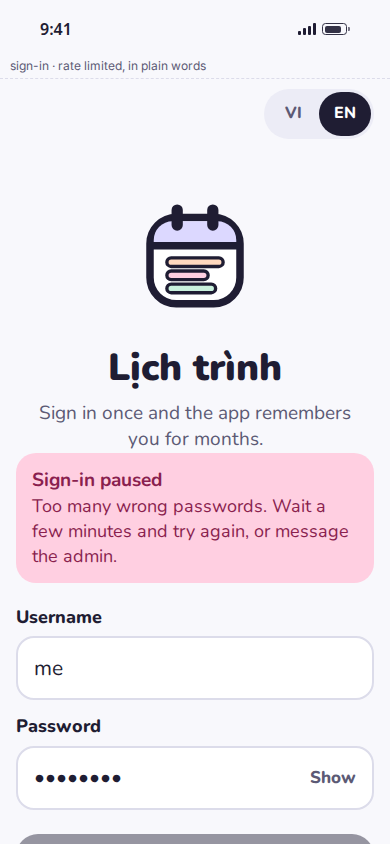 9:41
sign-in · rate limited, in plain words
VI
EN
Lịch trình
Sign in once and the app remembers
you for months.
Sign-in paused
Too many wrong passwords. Wait a
few minutes and try again, or message
the admin.
Username
me
Password
••••••••
Show